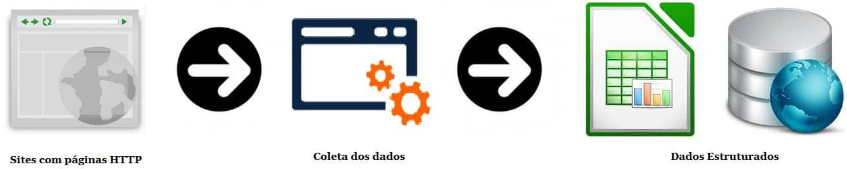 Sites com páginas HTTP
Coleta dos dados
Dados Estruturados